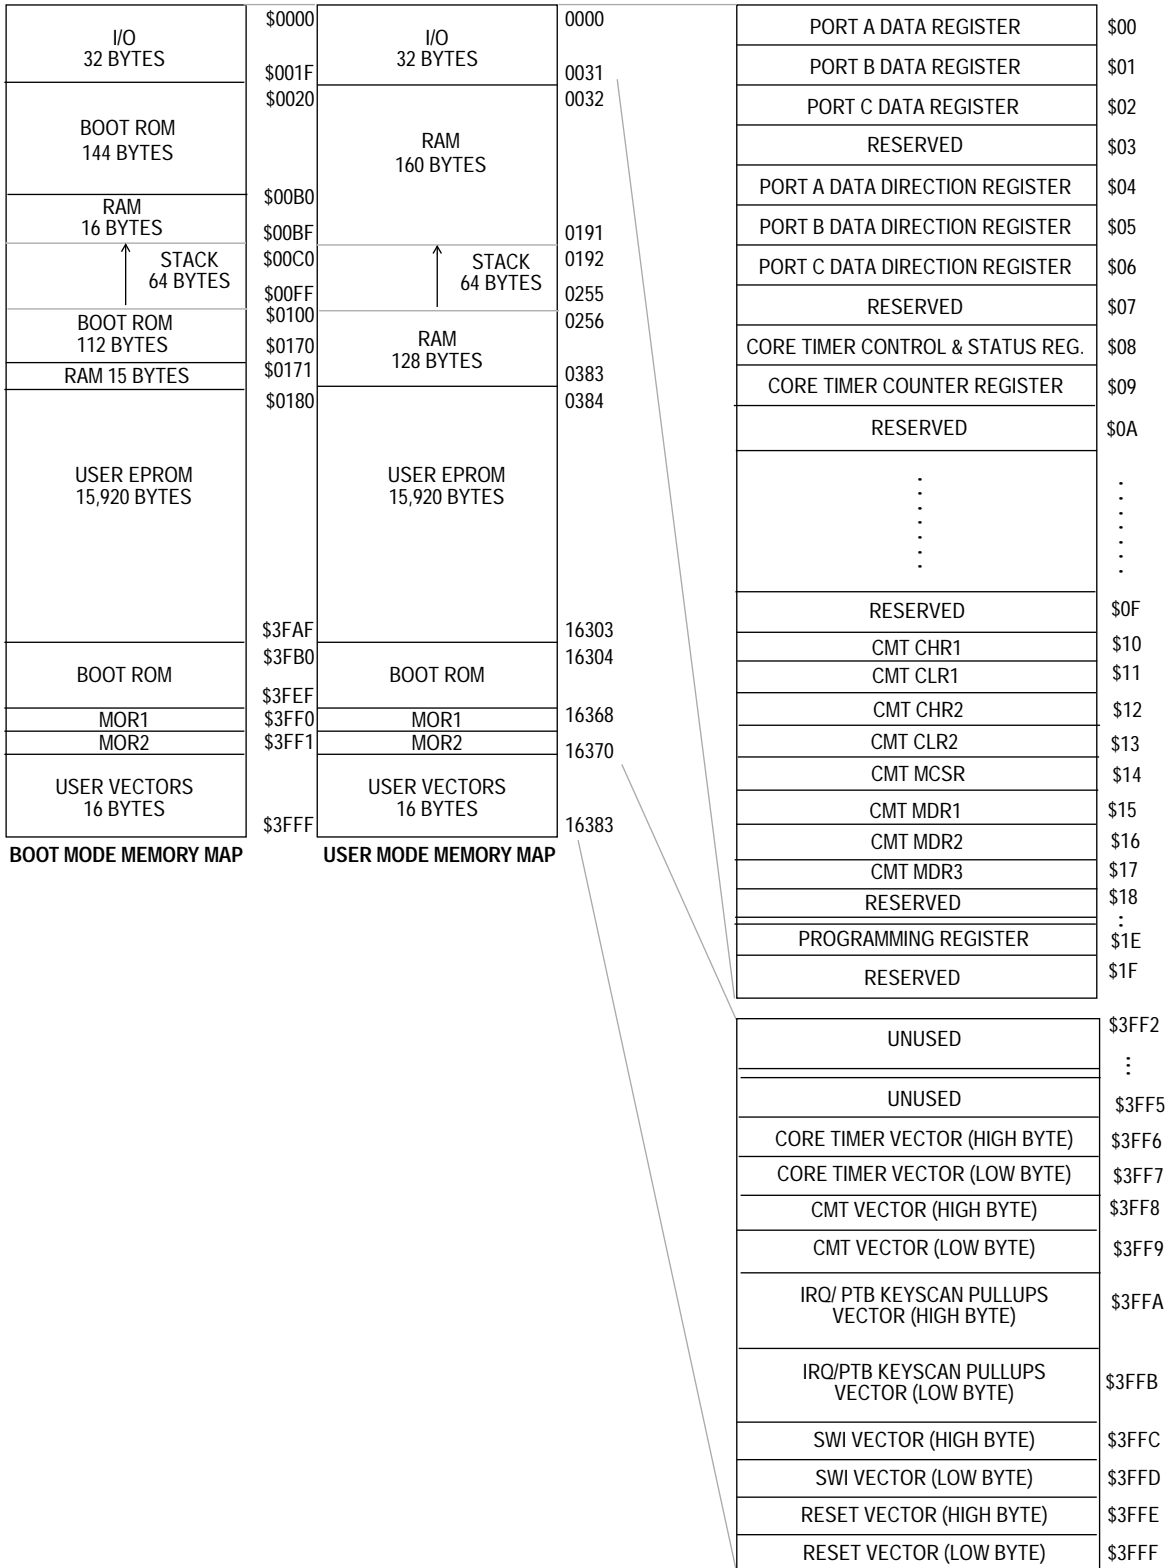 $0000
I/O
32 BYTES
$001F
$0020
BOOT ROM
144 BYTES
$00B0
RAM
16 BYTES
$00BF
$00C0
STACK
64 BYTES
$00FF
$0100
BOOT ROM
112 BYTES
$0170
$0171
RAM 15 BYTES
$0180
USER EPROM
15,920 BYTES
$3FAF
$3FB0
BOOT ROM
$3FEF
MOR1
$3FF0
MOR2
$3FF1
USER VECTORS
16 BYTES
$3FFF
BOOT MODE MEMORY MAP
0000
I/O
32 BYTES
0031
0032
RAM
160 BYTES
0191
0192
STACK
64 BYTES
0255
0256
RAM
128 BYTES
0383
0384
USER EPROM
15,920 BYTES
16303
16304
BOOT ROM
MOR1
16368
MOR2
16370
USER VECTORS
16 BYTES
16383
USER MODE MEMORY MAP
PORT A DATA REGISTER $00
PORT B DATA REGISTER $01
PORT C DATA REGISTER $02
RESERVED $03
PORT A DATA DIRECTION REGISTER $04
PORT B DATA DIRECTION REGISTER $05
PORT C DATA DIRECTION REGISTER $06
RESERVED $07
CORE TIMER CONTROL & STATUS REG. $08
CORE TIMER COUNTER REGISTER $09
RESERVED $0A
RESERVED $0F
CMT CHR1 $10
CMT CLR1 $11
CMT CHR2 $12
CMT CLR2 $13
CMT MCSR $14
CMT MDR1 $15
CMT MDR2 $16
CMT MDR3 $17
RESERVED $18
PROGRAMMING REGISTER $1E
RESERVED $1F
UNUSED $3FF2
UNUSED $3FF5
CORE TIMER VECTOR (HIGH BYTE) $3FF6
CORE TIMER VECTOR (LOW BYTE) $3FF7
CMT VECTOR (HIGH BYTE) $3FF8
CMT VECTOR (LOW BYTE) $3FF9
IRQ/ PTB KEYSCAN PULLUPS
VECTOR (HIGH BYTE) $3FFA
IRQ/PTB KEYSCAN PULLUPS
VECTOR (LOW BYTE) $3FFB
SWI VECTOR (HIGH BYTE) $3FFC
SWI VECTOR (LOW BYTE) $3FFD
RESET VECTOR (HIGH BYTE) $3FFE
RESET VECTOR (LOW BYTE) $3FFF